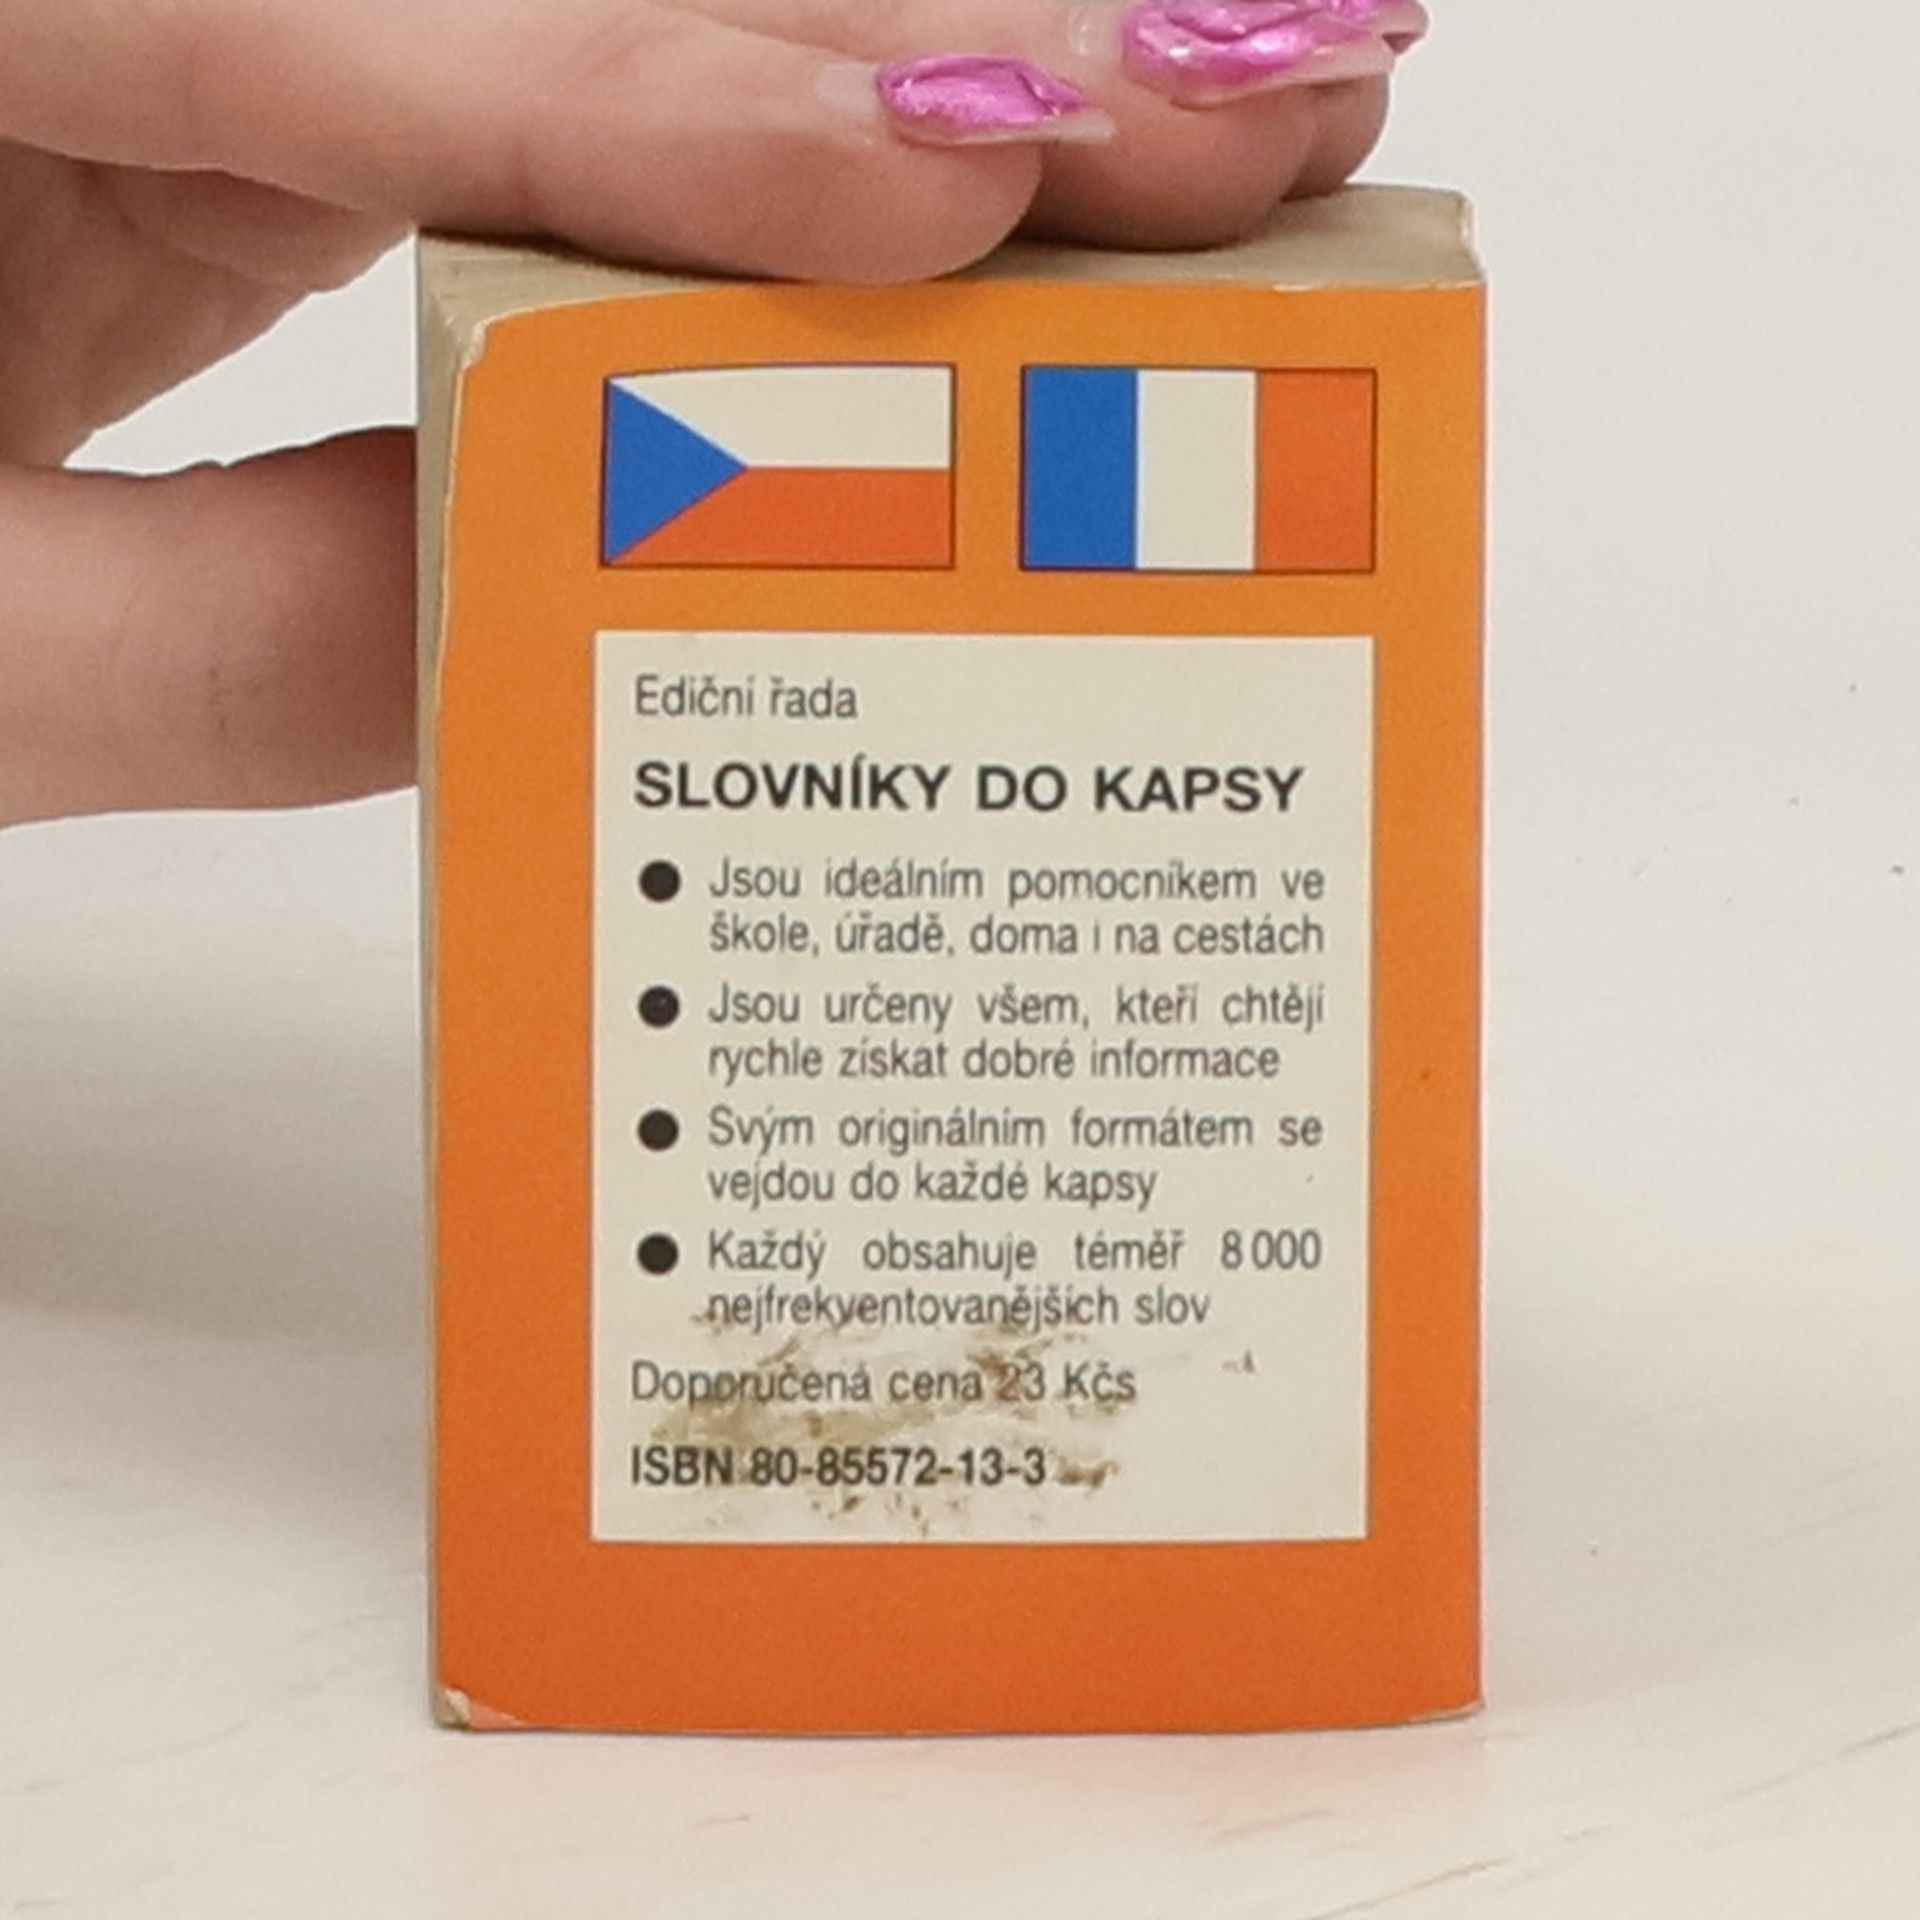 Ediční řada
SLOVNÍKY DO KAPSY
● Jsou ideálním pomocníkem ve
škole, úřadě, doma i na cestách
● Jsou určeny všem, kteří chtějí
rychle získat dobré informace
● Svým originálním formátem se
vejdou do každé kapsy
● Každý obsahuje téměř 8 000
nejfrekventovanějších slov
Doporučená cena 23 Kčs
ISBN 80-85572-13-3